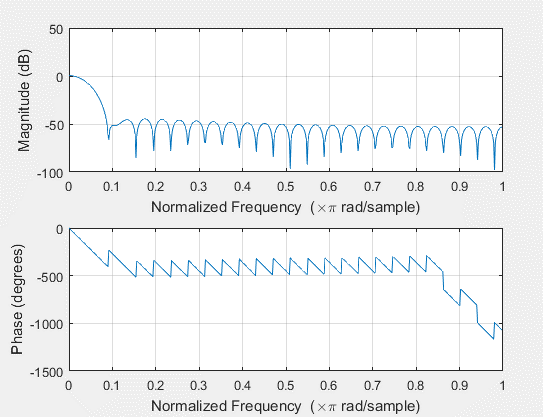 50
0
-50
-100
Magnitude (dB)
0 0.1 0.2 0.3 0.4 0.5 0.6 0.7 0.8 0.9 1
Normalized Frequency (×π rad/sample)
0
-500
-1000
-1500
Phase (degrees)
0 0.1 0.2 0.3 0.4 0.5 0.6 0.7 0.8 0.9 1
Normalized Frequency (×π rad/sample)